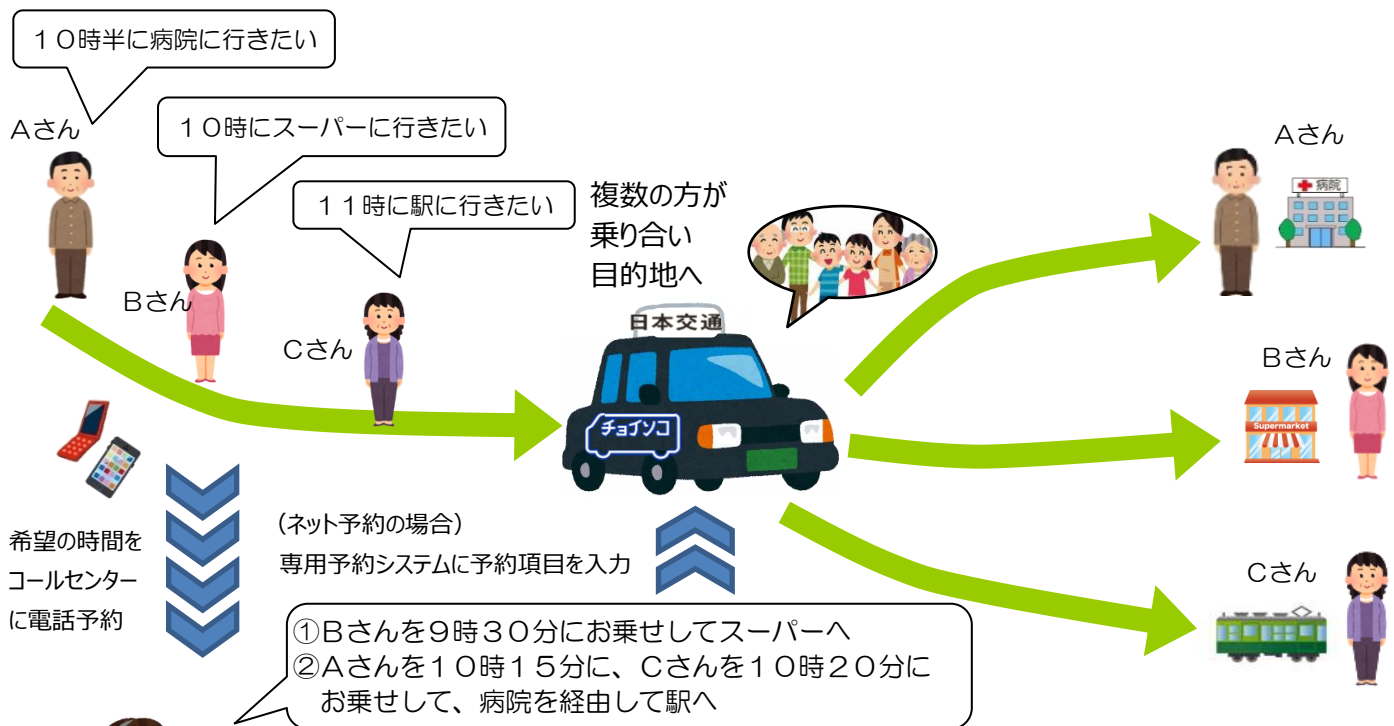 １０時半に病院に行きたい
Aさん
１０時にスーパーに行きたい
Bさん
１１時に駅に行きたい
Cさん
複数の方が
乗り合い
目的地へ
日本交通
チョイソコ
Aさん
病院
Bさん
Supermarket
Cさん
希望の時間を
コールセンター
に電話予約
（ネット予約の場合）
専用予約システムに予約項目を入力
①Bさんを９時３０分にお乗せしてスーパーへ
②Aさんを１０時１５分に、Cさんを１０時２０分に
お乗せして、病院を経由して駅へ